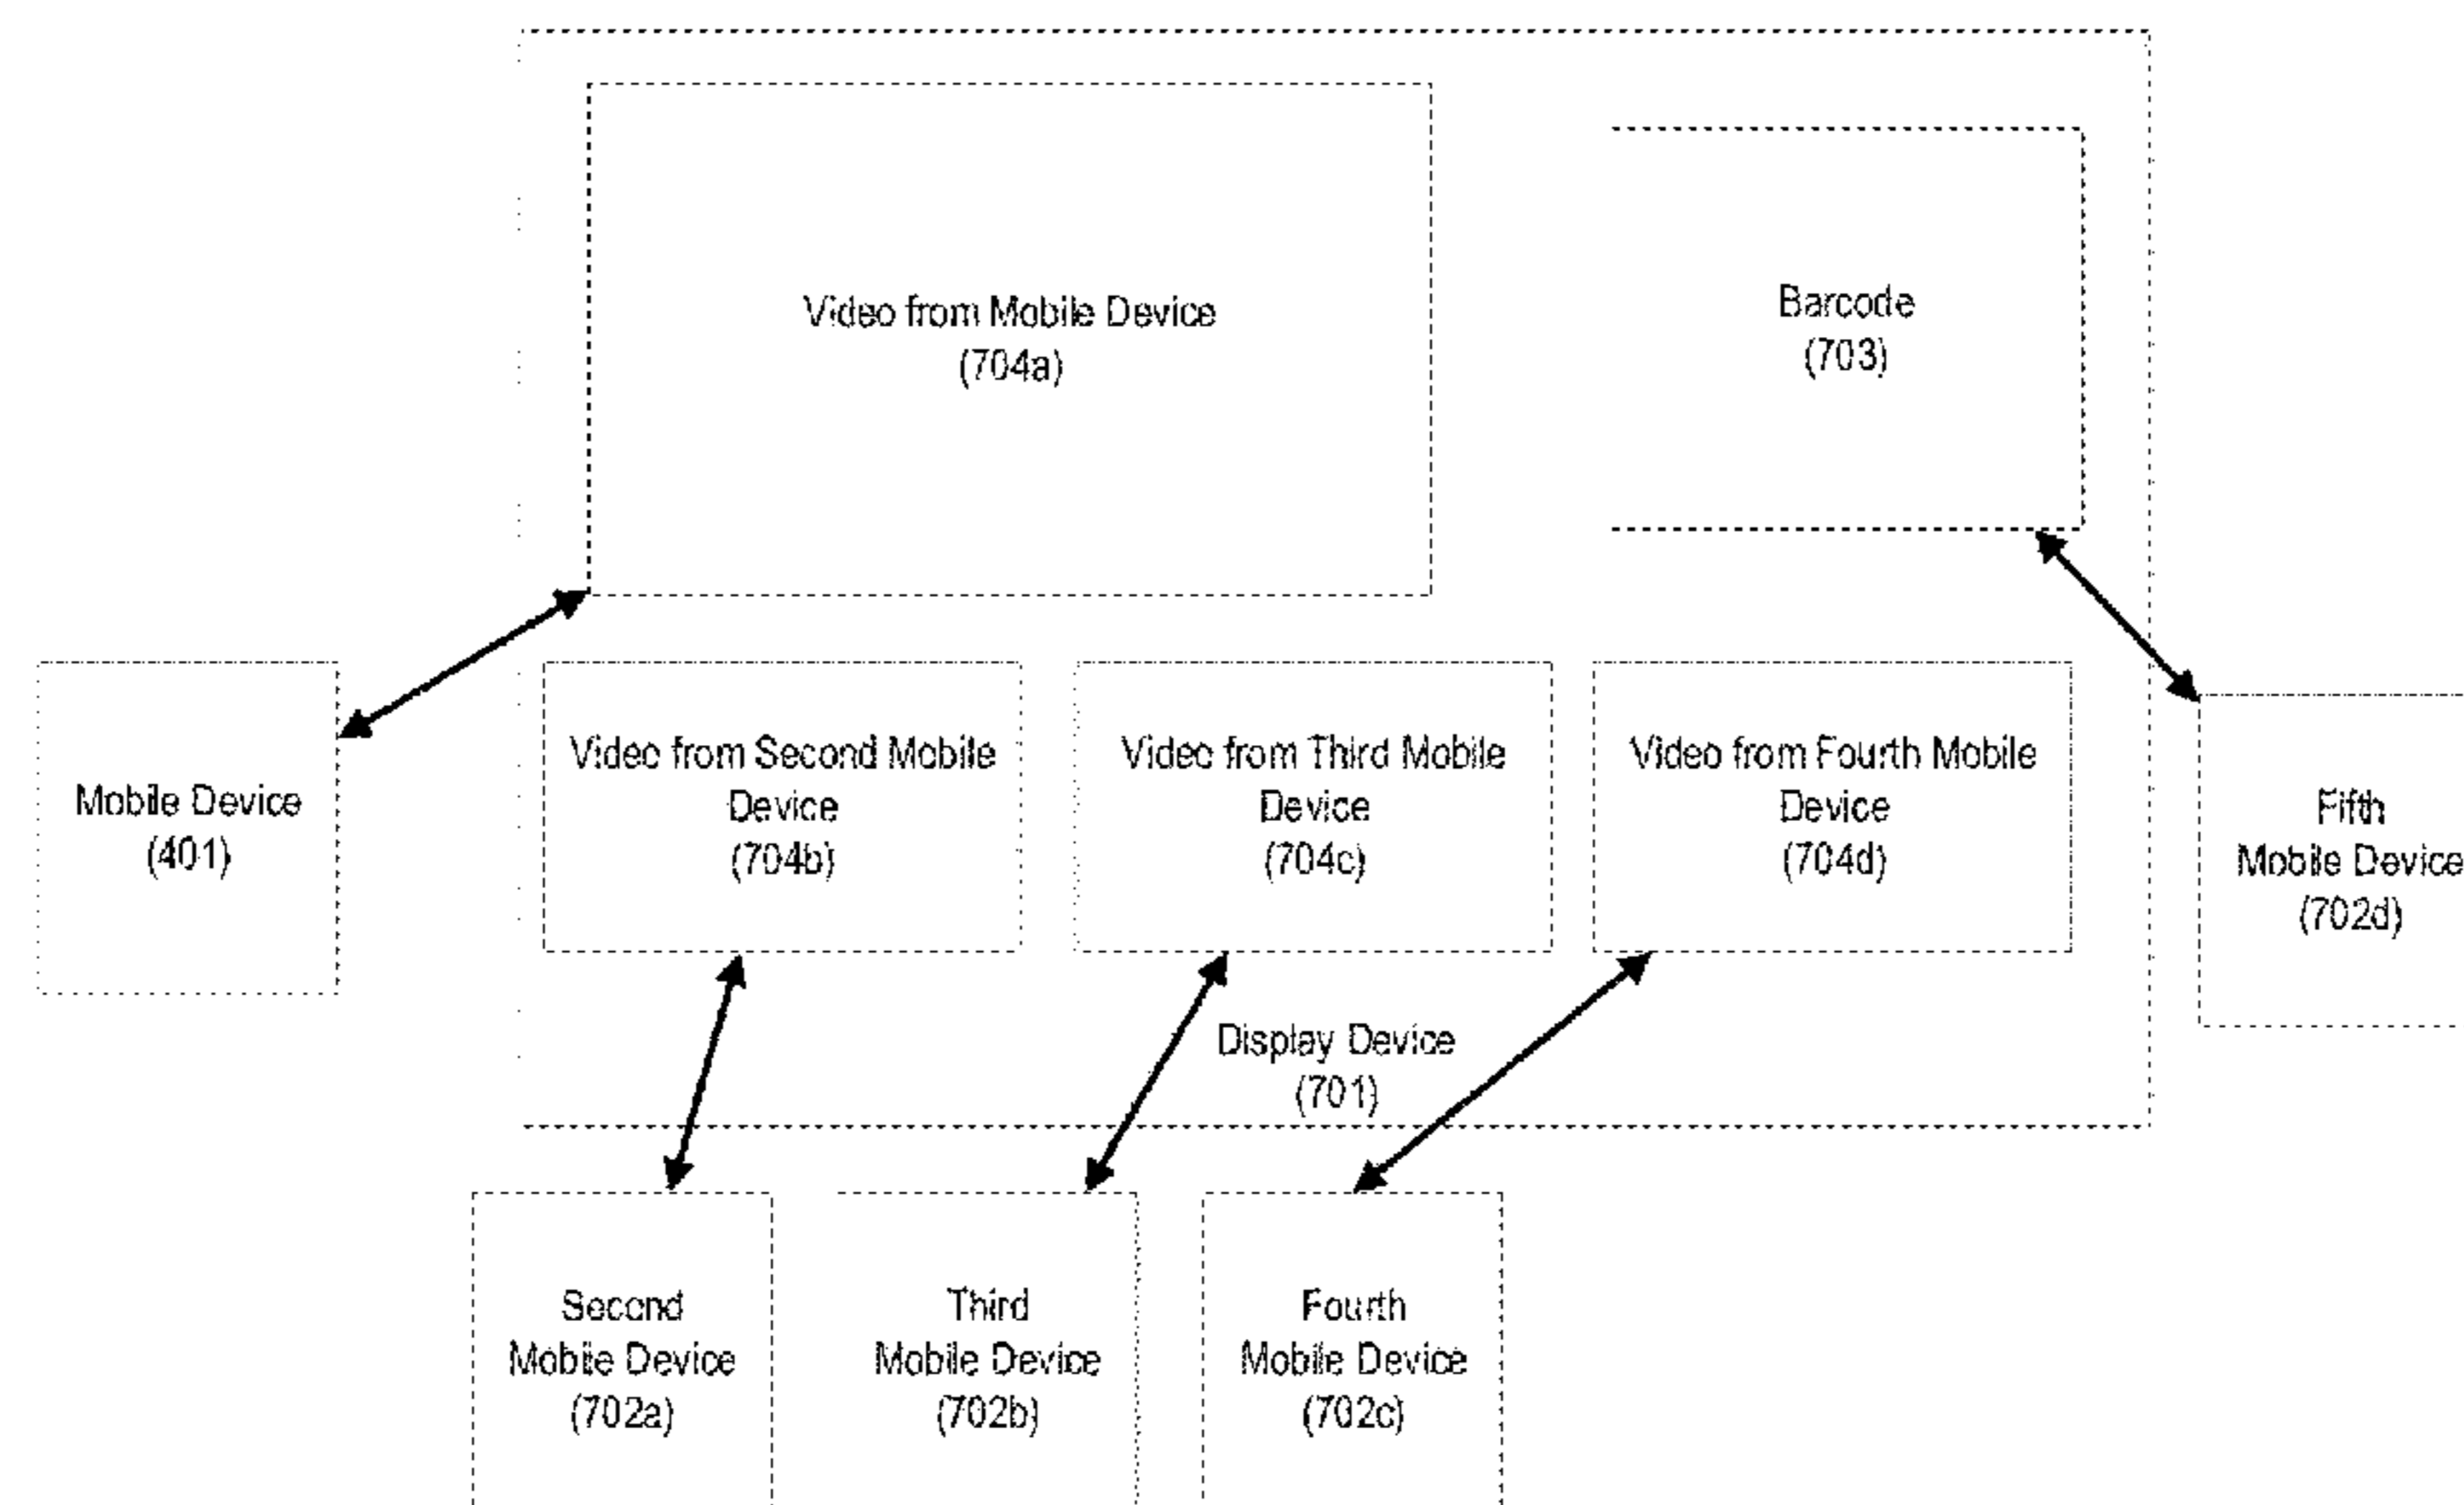 Video from Mobile Device
(704a)
Barcode
(703)
Mobile Device
(401)
Video from Second Mobile
Device
(704b)
Video from Third Mobile
Device
(704c)
Video from Fourth Mobile
Device
(704d)
Fifth
Mobile Device
(702d)
Display Device
(701)
Second
Mobile Device
(702a)
Third
Mobile Device
(702b)
Fourth
Mobile Device
(702c)